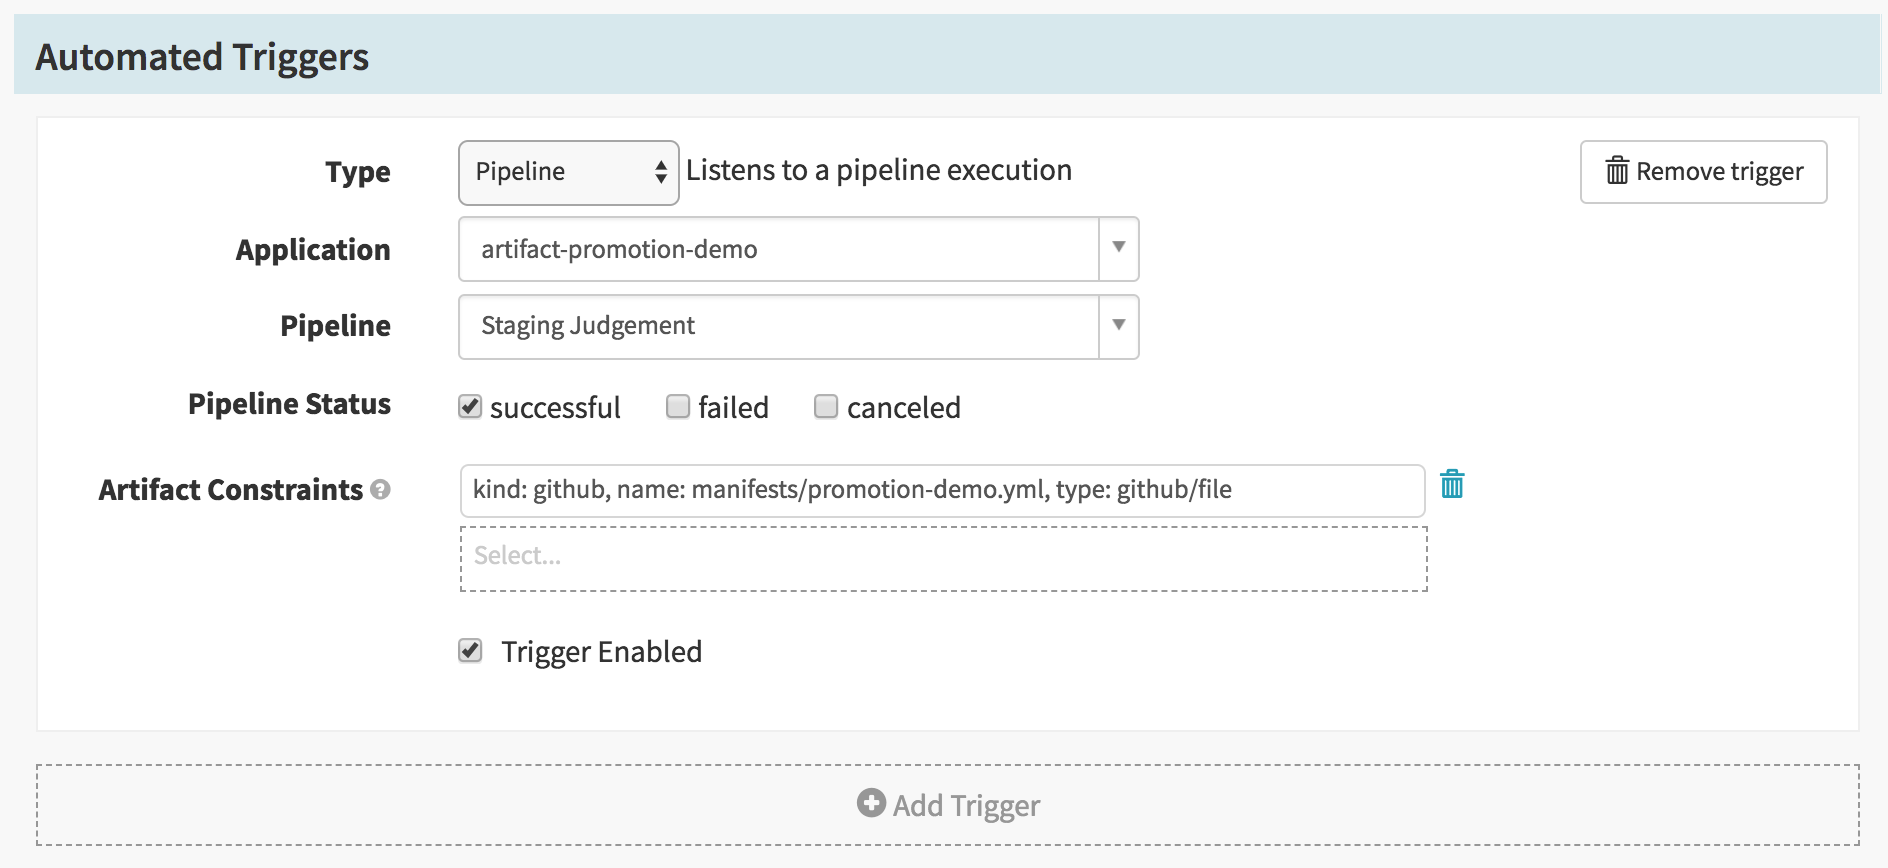 Automated Triggers
Type Pipeline Listens to a pipeline execution Remove trigger
Application artifact-promotion-demo
Pipeline Staging Judgement
Pipeline Status successful failed canceled
Artifact Constraints ? kind: github, name: manifests/promotion-demo.yml, type: github/file
Select...
Trigger Enabled
Add Trigger